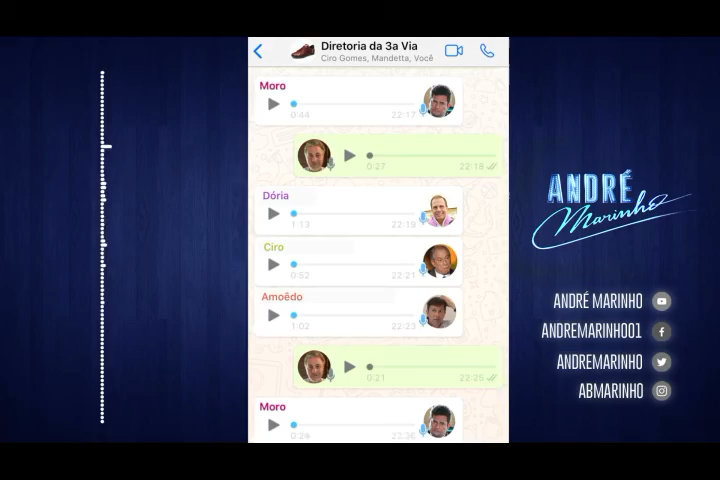 Diretoria da 3a Via
Ciro Gomes, Mandetta, Você
Moro
0:44 22:17
0:27 22:18
Dória
1:13 22:19
Ciro
0:52 22:21
Amoêdo
1:02 22:23
0:21 22:25
Moro
0:29 22:26
ANDRÉ
Marinho
ANDRÉ MARINHO
ANDREMARINHO01
ANDREMARINHO
ABMARINHO